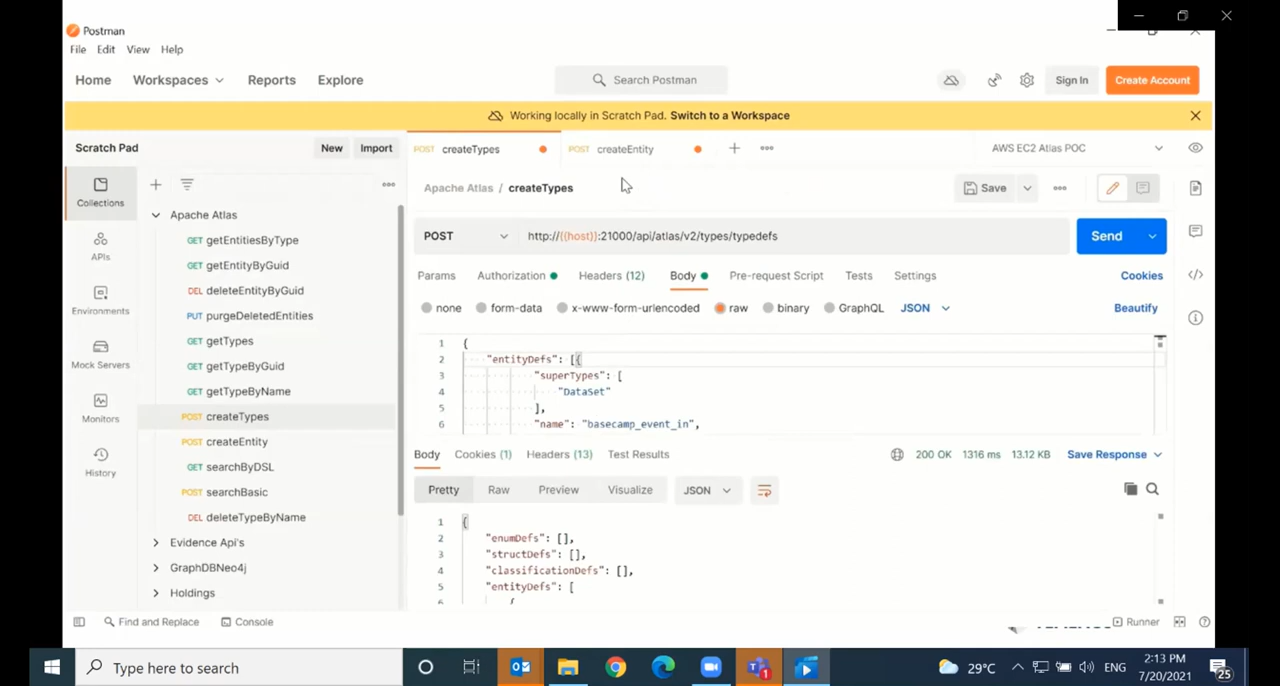 Postman
File Edit View Help
Home Workspaces Reports Explore Search Postman Sign In Create Account
Working locally in Scratch Pad. Switch to a Workspace
Scratch Pad New Import
POST createTypes POST createEntity AWS EC2 Atlas POC
Collections
APIs
Environments
Mock Servers
Monitors
History
Apache Atlas
GET getEntitiesByType
GET getEntityByGuid
DEL deleteEntityByGuid
PUT purgeDeletedEntities
GET getTypes
GET getTypeByGuid
GET getTypeByName
POST createTypes
POST createEntity
GET searchByDSL
POST searchBasic
DEL deleteTypeByName
Evidence Api's
GraphDBNeo4j
Holdings
Apache Atlas / createTypes Save
POST http://{{host}}:21000/api/atlas/v2/types/typedefs Send
Params Authorization Headers (12) Body Pre-request Script Tests Settings Cookies
none form-data x-www-form-urlencoded raw binary GraphQL JSON Beautify
1 {
2 "entityDefs": [{
3 "superTypes": [
4 "DataSet"
5 ],
6 "name": "basecamp_event_in",
Body Cookies (1) Headers (13) Test Results 200 OK 1316 ms 13.12 KB Save Response
Pretty Raw Preview Visualize JSON
1 {
2 "enumDefs": [],
3 "structDefs": [],
4 "classificationDefs": [],
5 "entityDefs": [
6 {
Find and Replace Console Runner
Type here to search 1 29°C ENG 2:13 PM
7/20/2021 25